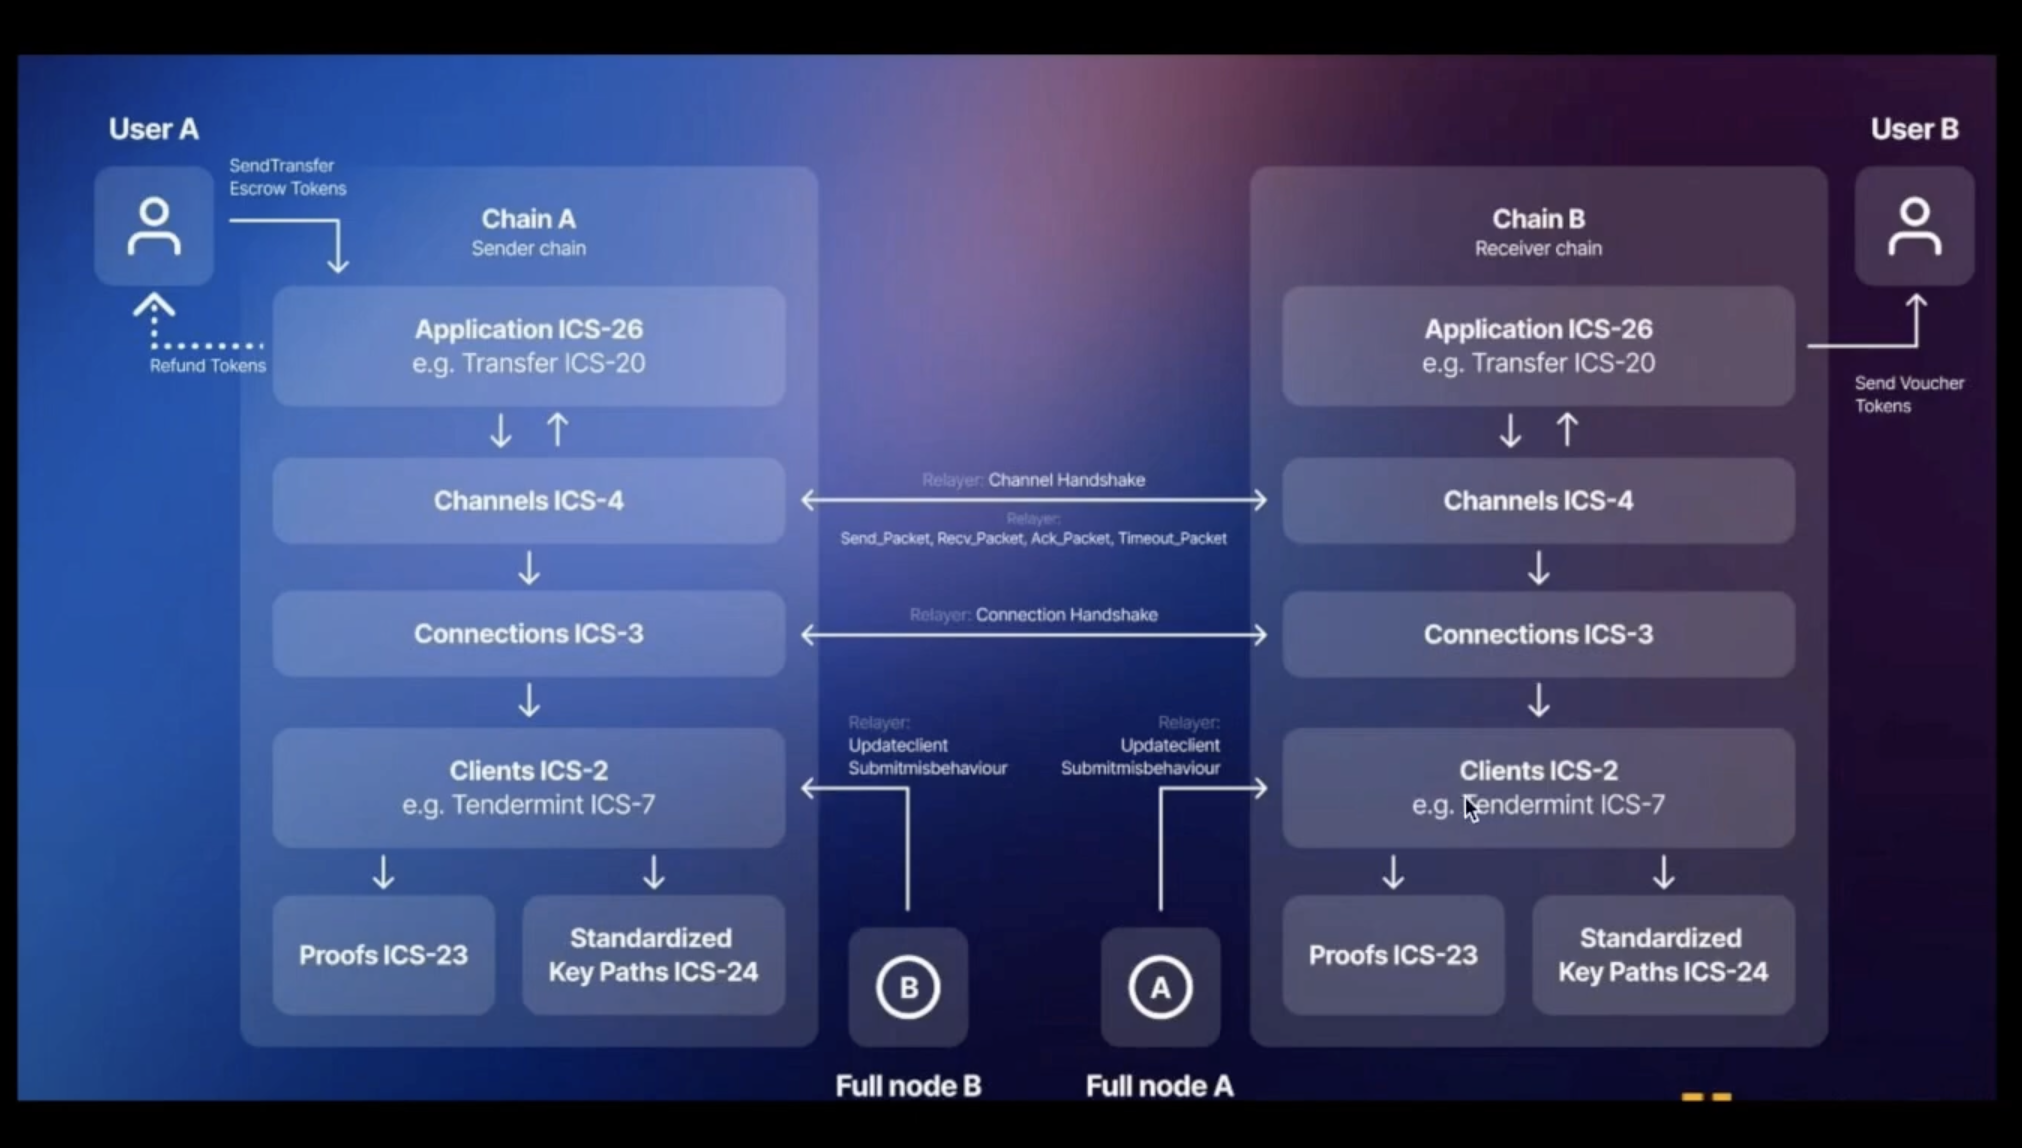 User A
User B
SendTransfer
Escrow Tokens
Chain A
Sender chain
Chain B
Receiver chain
Application ICS-26
e.g. Transfer ICS-20
Refund Tokens
Application ICS-26
e.g. Transfer ICS-20
Send Voucher
Tokens
Channels ICS-4
Relayer: Channel Handshake
Relayer:
Send_Packet, Recv_Packet, Ack_Packet, Timeout_Packet
Channels ICS-4
Connections ICS-3
Relayer: Connection Handshake
Connections ICS-3
Clients ICS-2
e.g. Tendermint ICS-7
Relayer:
Updateclient
Submitmisbehaviour
Relayer:
Updateclient
Submitmisbehaviour
Clients ICS-2
e.g. Tendermint ICS-7
Proofs ICS-23
Standardized
Key Paths ICS-24
B
A
Proofs ICS-23
Standardized
Key Paths ICS-24
Full node B
Full node A